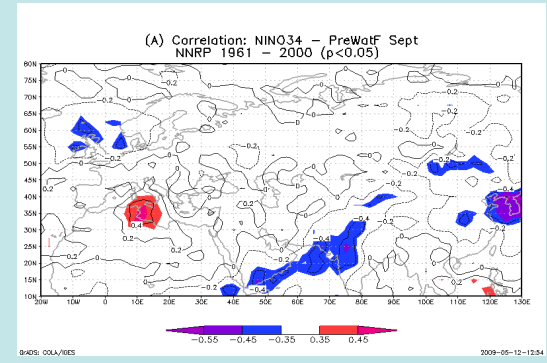 (A) Correlation: NINO34 – PreWatF Sept
NNRP 1961 – 2000 (p<0.05)
80N
75N
70N
65N
60N
55N
50N
45N
40N
35N
30N
25N
20N
15N
10N
20W 10W 0 10E 20E 30E 40E 50E 60E 70E 80E 90E 100E 110E 120E 130E
−0.55 −0.45 −0.35 0.35 0.45
GrADS: COLA/IGES 2009−05−12−12:34